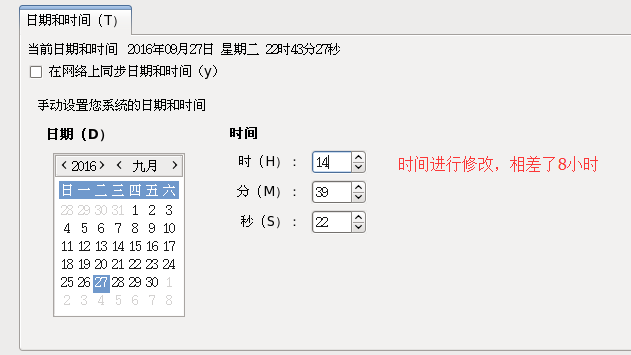 日期和时间（T）
当前日期和时间 2016年09月27日 星期二 22时43分27秒
在网络上同步日期和时间（y）
手动设置您系统的日期和时间
日期（D）
2016 九月
日 一 二 三 四 五 六
28 29 30 31 1 2 3
4 5 6 7 8 9 10
11 12 13 14 15 16 17
18 19 20 21 22 23 24
25 26 27 28 29 30 1
2 3 4 5 6 7 8
时间
时（H）： 14
分（M）： 39
秒（S）： 22
时间进行修改，相差了8小时